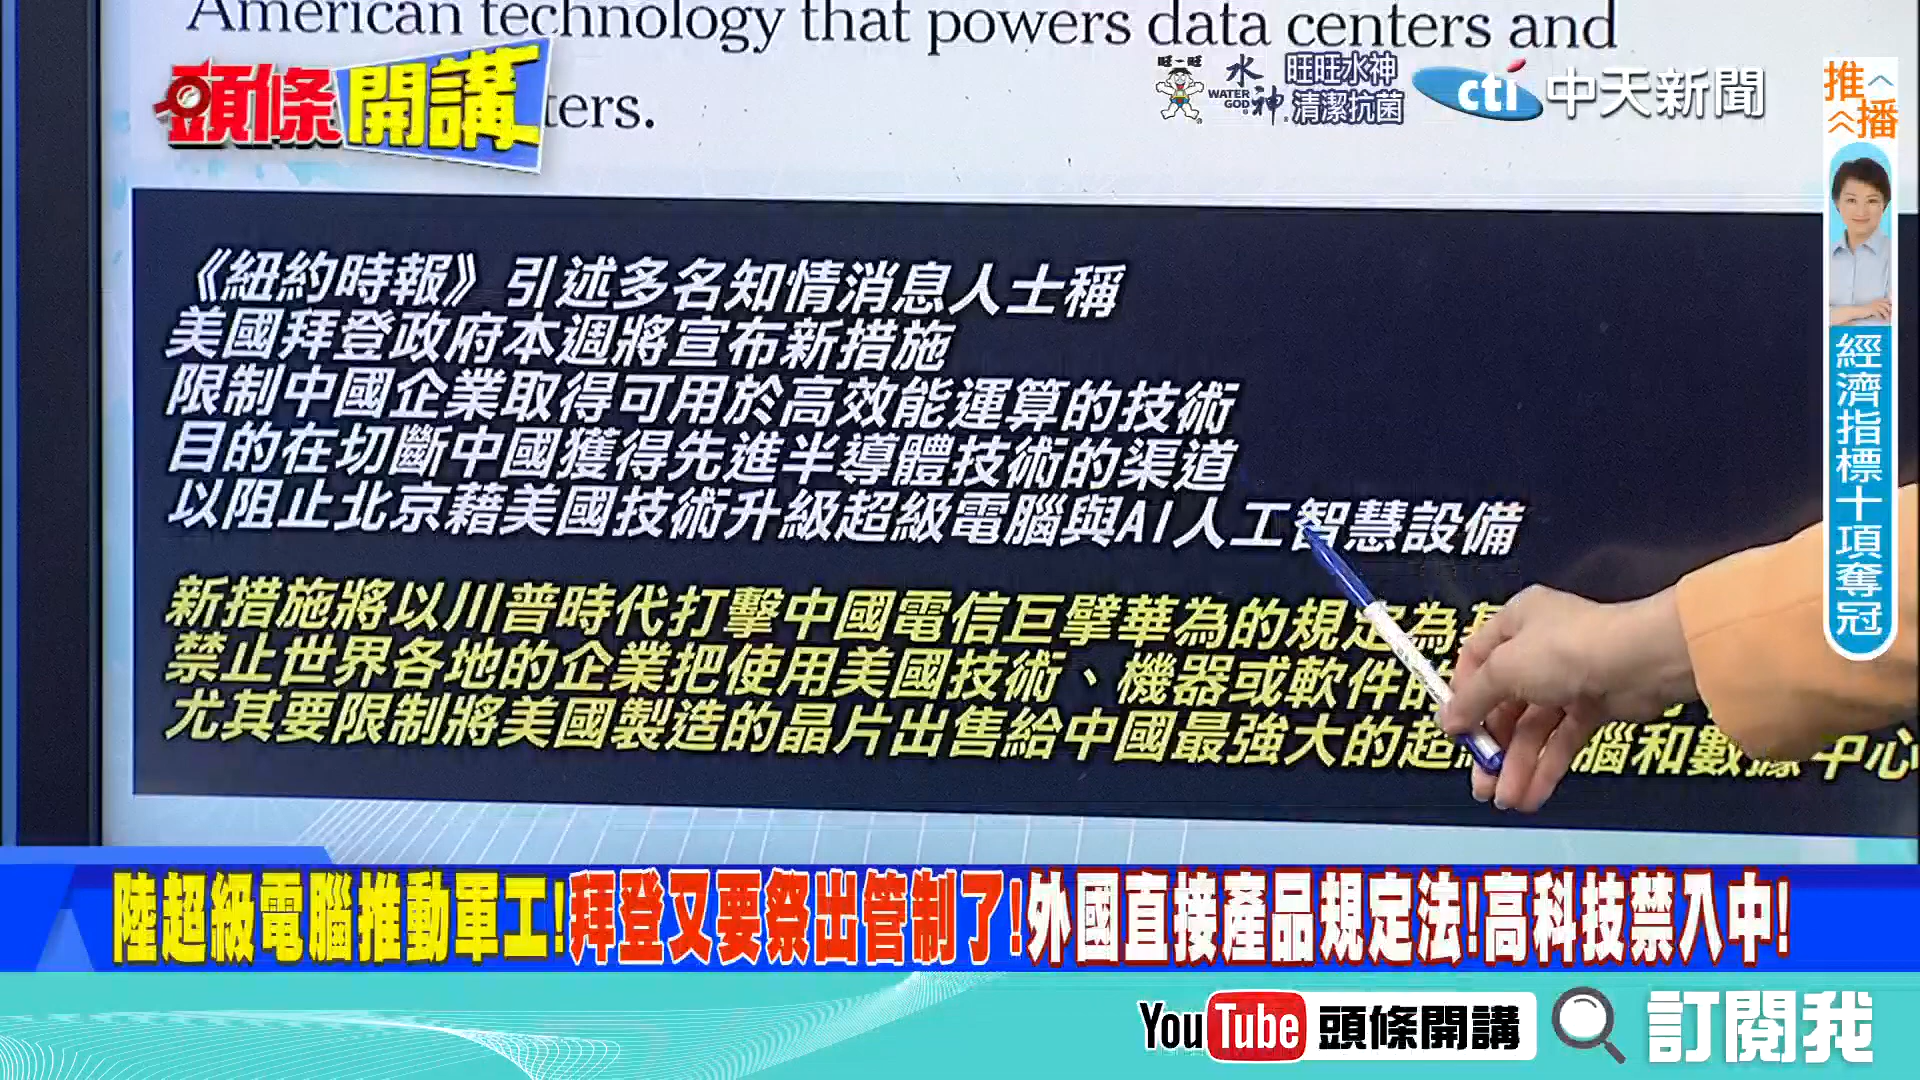 American technology that powers data centers and
ters.
頭條開講
旺一旺
水神
WATER GOD
旺旺水神
清潔抗菌
cti 中天新聞
推播
經濟指標十項奪冠
《紐約時報》引述多名知情消息人士稱
美國拜登政府本週將宣布新措施
限制中國企業取得可用於高效能運算的技術
目的在切斷中國獲得先進半導體技術的渠道
以阻止北京藉美國技術升級超級電腦與AI人工智慧設備
新措施將以川普時代打擊中國電信巨擘華為的規定為
禁止世界各地的企業把使用美國技術、機器或軟件的
尤其要限制將美國製造的晶片出售給中國最強大的超 腦和數據中心
陸超級電腦推動軍工!拜登又要祭出管制了!外國直接產品規定法!高科技禁入中!
YouTube 頭條開講 訂閱我